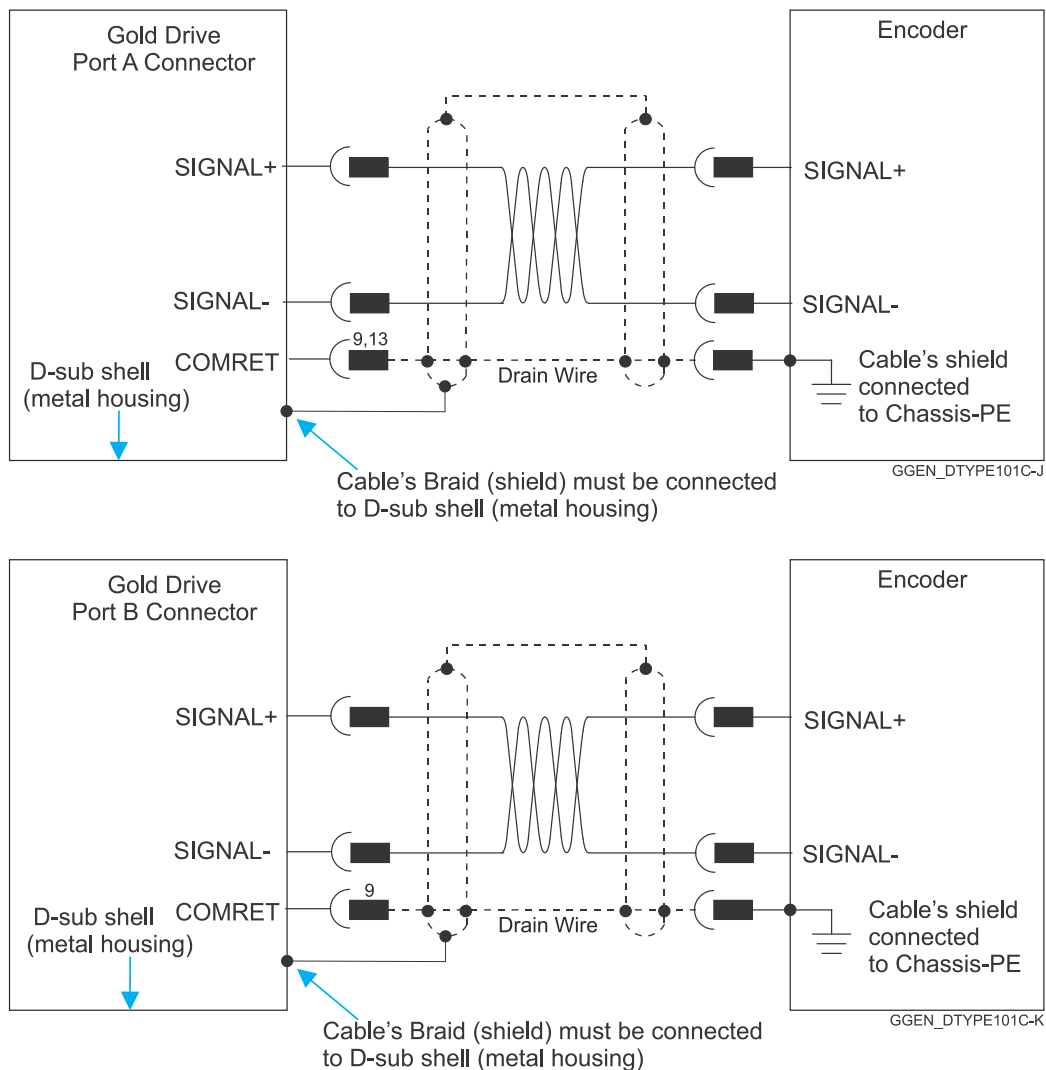 Gold Drive
Port A Connector
Encoder
SIGNAL+
SIGNAL+
SIGNAL-
SIGNAL-
9,13
COMRET
Drain Wire
D-sub shell
(metal housing)
Cable's shield
connected
to Chassis-PE
GGEN_DTYPE101C-J
Cable's Braid (shield) must be connected
to D-sub shell (metal housing)
Gold Drive
Port B Connector
Encoder
SIGNAL+
SIGNAL+
SIGNAL-
SIGNAL-
9
COMRET
Drain Wire
D-sub shell
(metal housing)
Cable's shield
connected
to Chassis-PE
GGEN_DTYPE101C-K
Cable's Braid (shield) must be connected
to D-sub shell (metal housing)